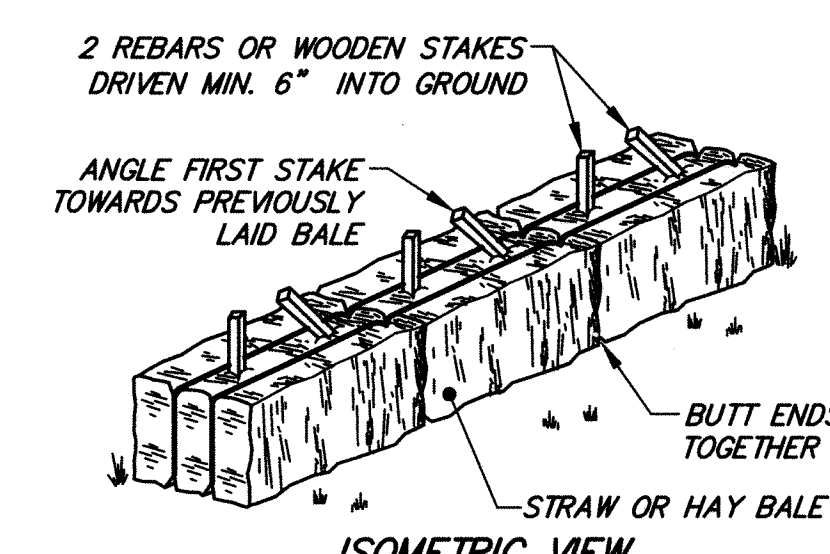 2 REBARS OR WOODEN STAKES
DRIVEN MIN. 6" INTO GROUND
ANGLE FIRST STAKE
TOWARDS PREVIOUSLY
LAID BALE
BUTT ENDS
TOGETHER
STRAW OR HAY BALE
ISOMETRIC VIEW